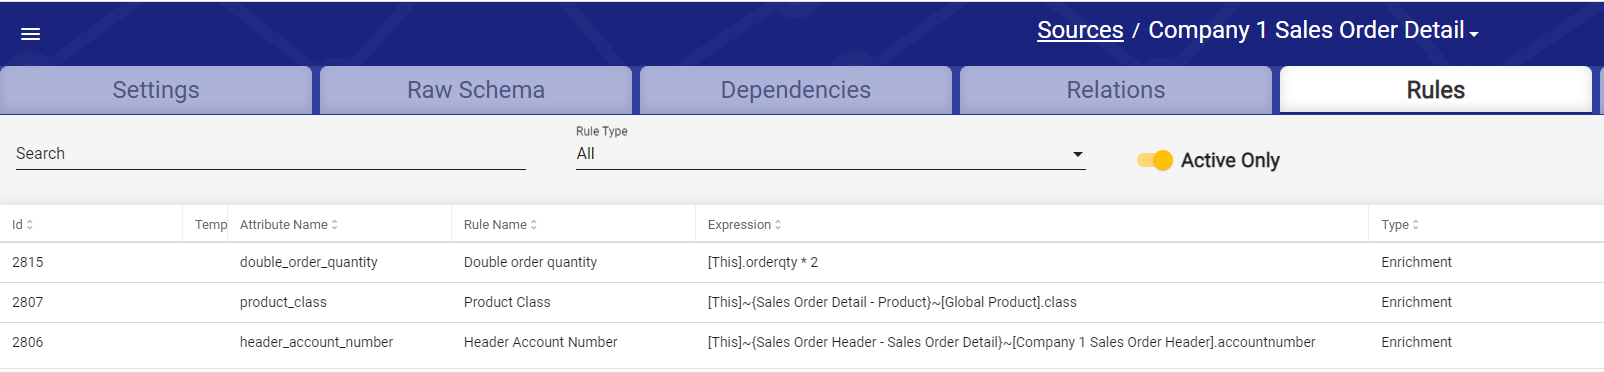 Sources / Company 1 Sales Order Detail
Settings Raw Schema Dependencies Relations Rules
Rule Type
Search All Active Only
Id Temp Attribute Name Rule Name Expression Type
2815 double_order_quantity Double order quantity [This].orderqty * 2 Enrichment
2807 product_class Product Class [This]~{Sales Order Detail - Product}~[Global Product].class Enrichment
2806 header_account_number Header Account Number [This]~{Sales Order Header - Sales Order Detail}~[Company 1 Sales Order Header].accountnumber Enrichment